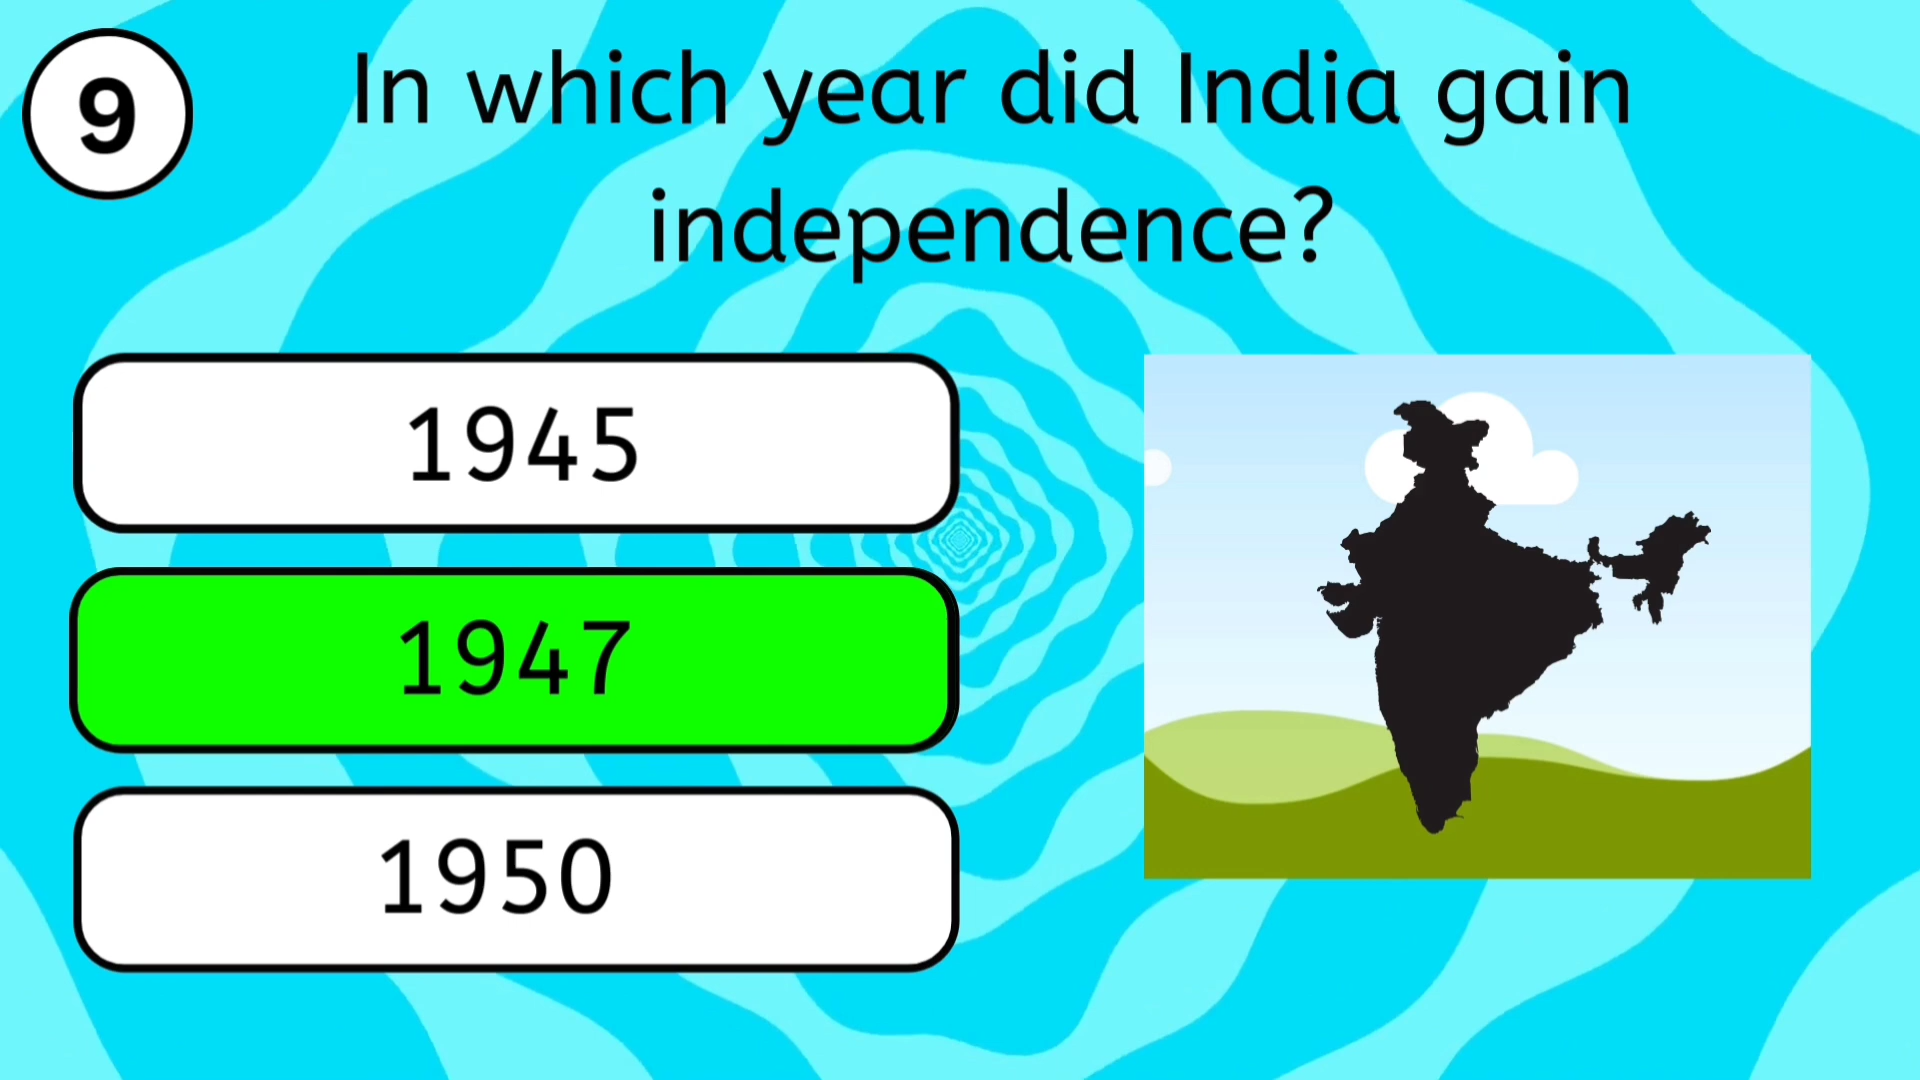 9
In which year did India gain
independence?
1945
1947
1950